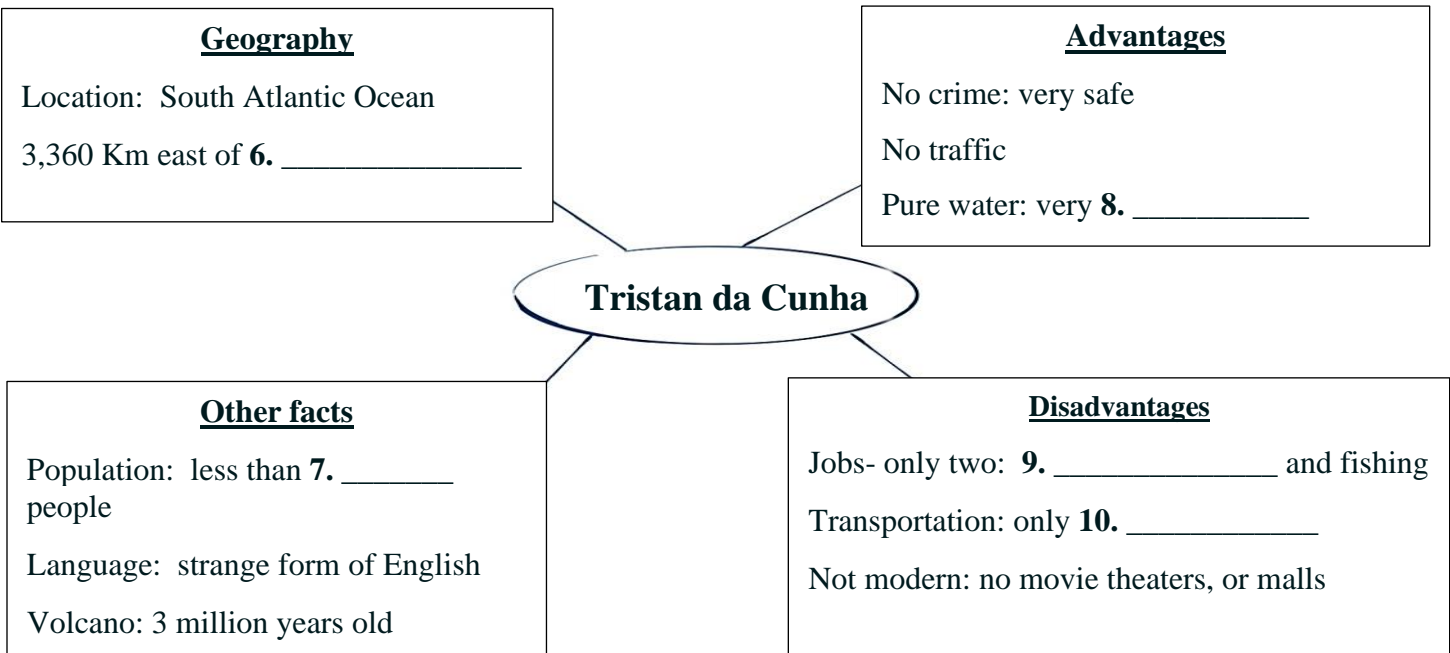 Geography
Location: South Atlantic Ocean
3,360 Km east of 6. _______________
Advantages
No crime: very safe
No traffic
Pure water: very 8. ___________
Tristan da Cunha
Other facts
Population: less than 7. _______
people
Language: strange form of English
Volcano: 3 million years old
Disadvantages
Jobs- only two: 9. ______________ and fishing
Transportation: only 10. ____________
Not modern: no movie theaters, or malls